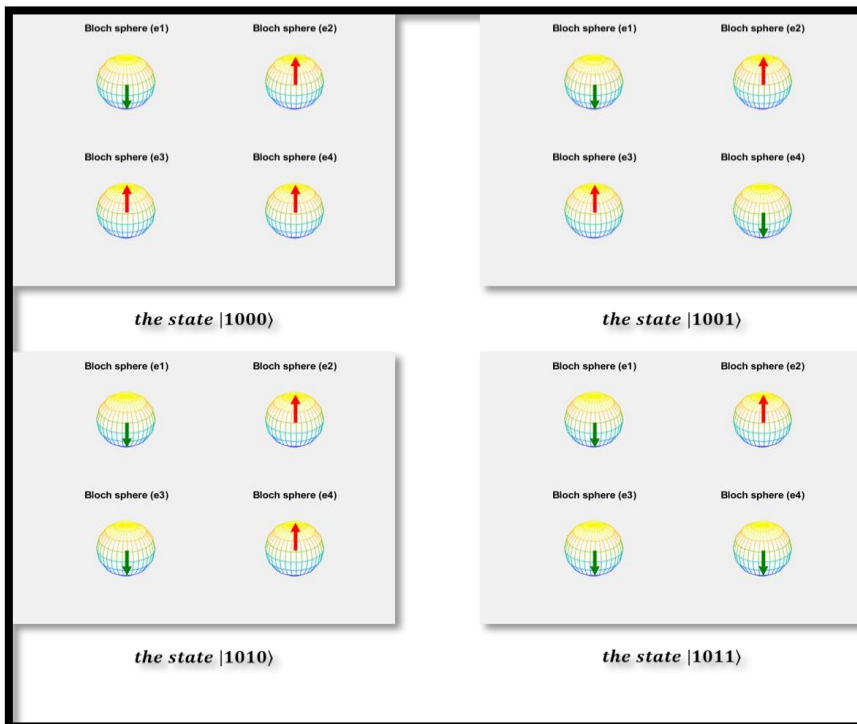 Bloch sphere (e1) Bloch sphere (e2)
Bloch sphere (e3) Bloch sphere (e4)
the state |1000⟩
Bloch sphere (e1) Bloch sphere (e2)
Bloch sphere (e3) Bloch sphere (e4)
the state |1001⟩
Bloch sphere (e1) Bloch sphere (e2)
Bloch sphere (e3) Bloch sphere (e4)
the state |1010⟩
Bloch sphere (e1) Bloch sphere (e2)
Bloch sphere (e3) Bloch sphere (e4)
the state |1011⟩